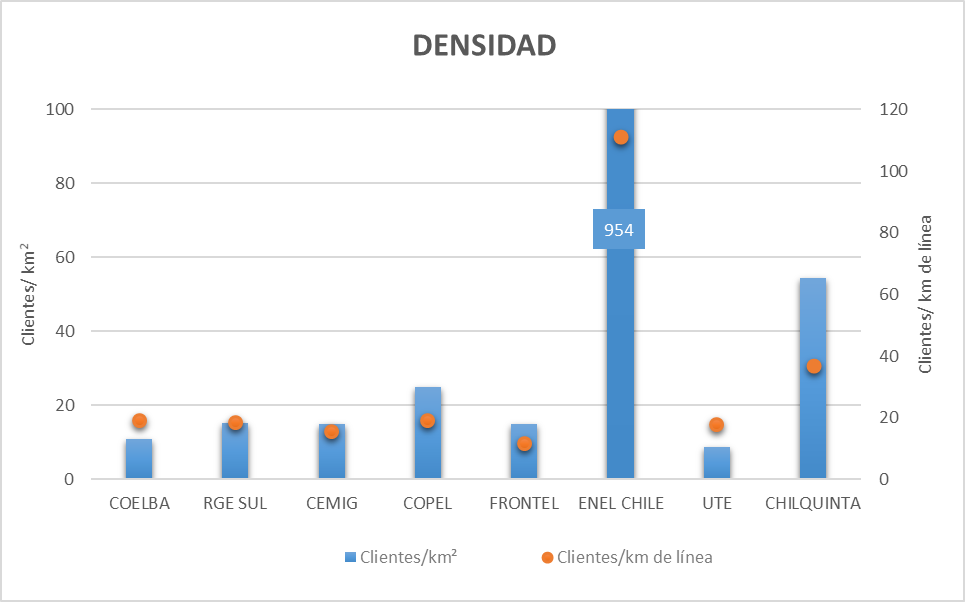 DENSIDAD
100
80
60
40
20
0
Clientes/ km²
120
100
80
60
40
20
0
Clientes/ km de línea
954
COELBA RGE SUL CEMIG COPEL FRONTEL ENEL CHILE UTE CHILQUINTA
Clientes/km² Clientes/km de línea